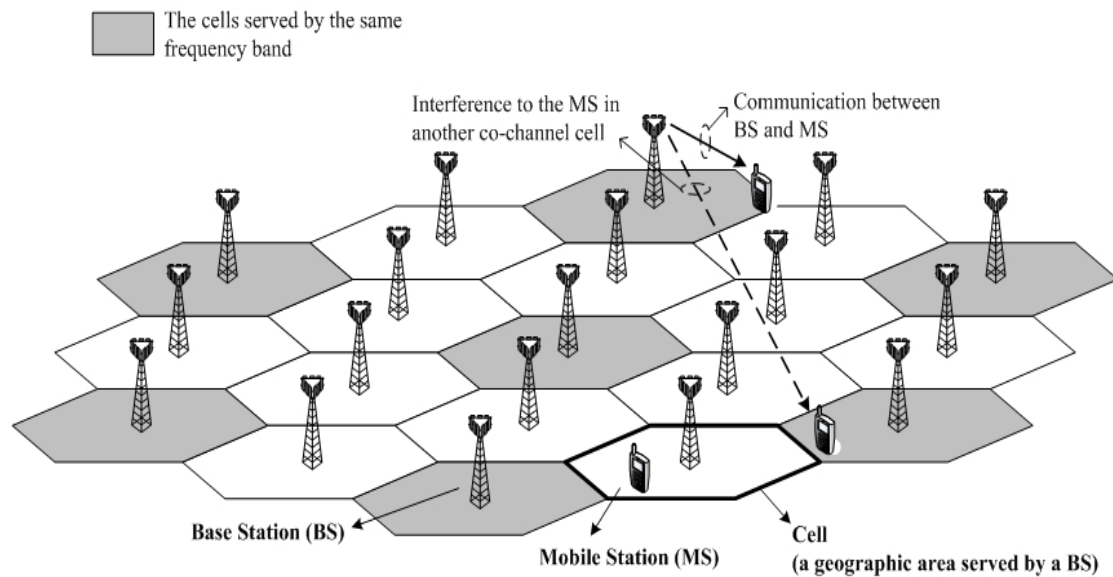 The cells served by the same
frequency band
Interference to the MS in
another co-channel cell
Communication between
BS and MS
Base Station (BS)
Mobile Station (MS)
Cell
(a geographic area served by a BS)